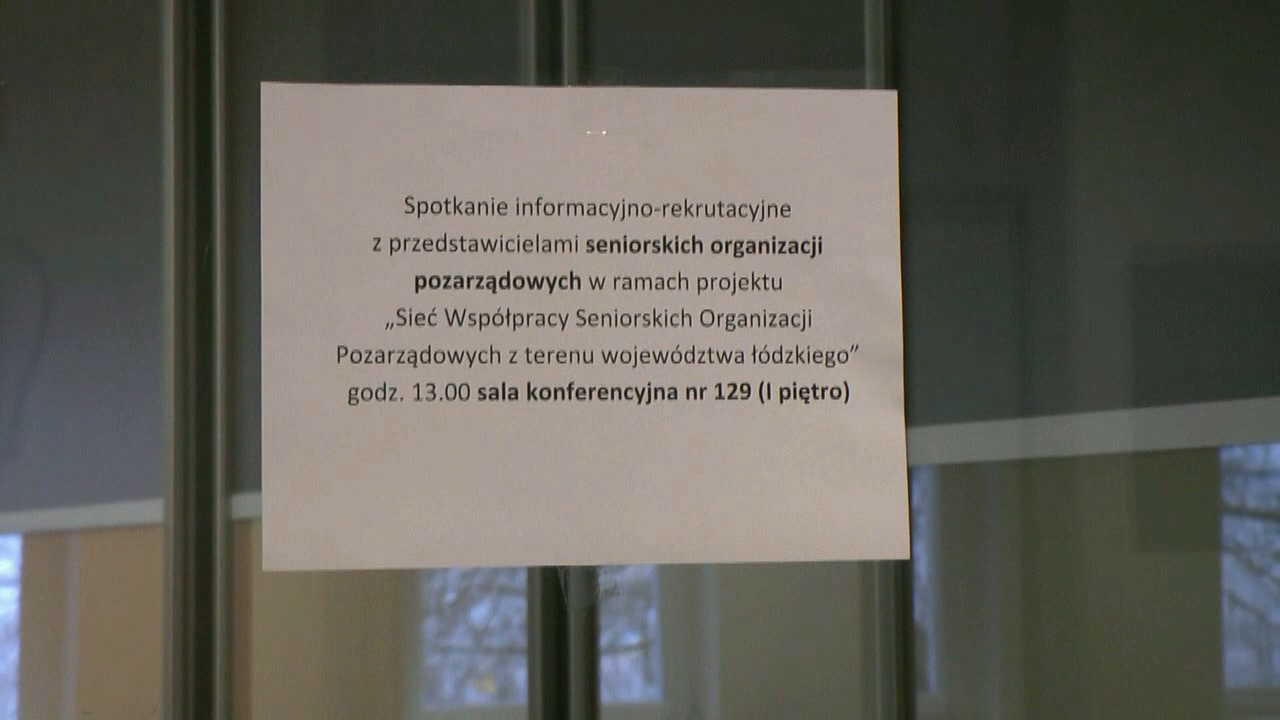 Spotkanie informacyjno-rekrutacyjne
z przedstawicielami seniorskich organizacji
pozarządowych w ramach projektu
„Sieć Współpracy Seniorskich Organizacji
Pozarządowych z terenu województwa łódzkiego”
godz. 13.00 sala konferencyjna nr 129 (I piętro)